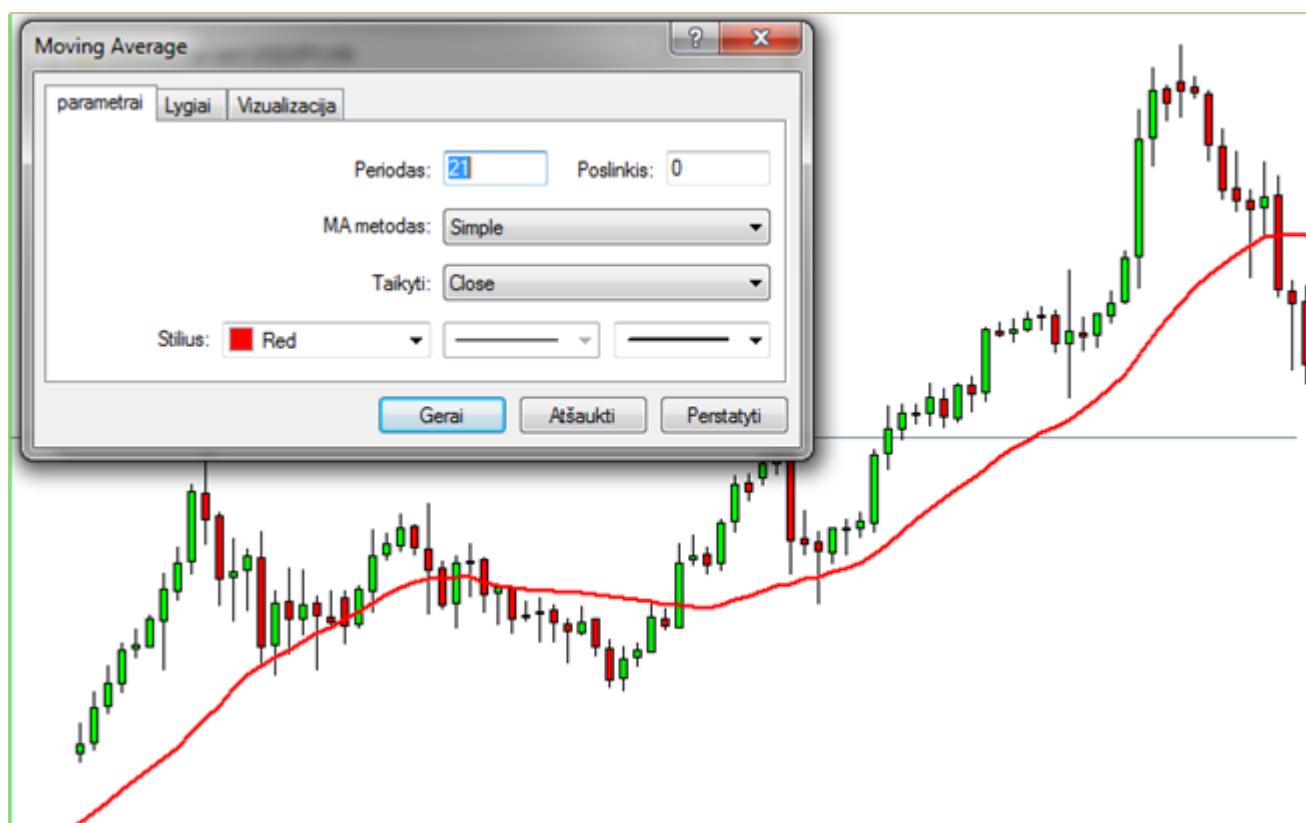 Moving Average
parametrai Lygiai Vizualizacija
Periodas: 21 Poslinkis: 0
MA metodas: Simple
Taikyti: Close
Stilius: Red
Gerai Atšaukti Perstatyti